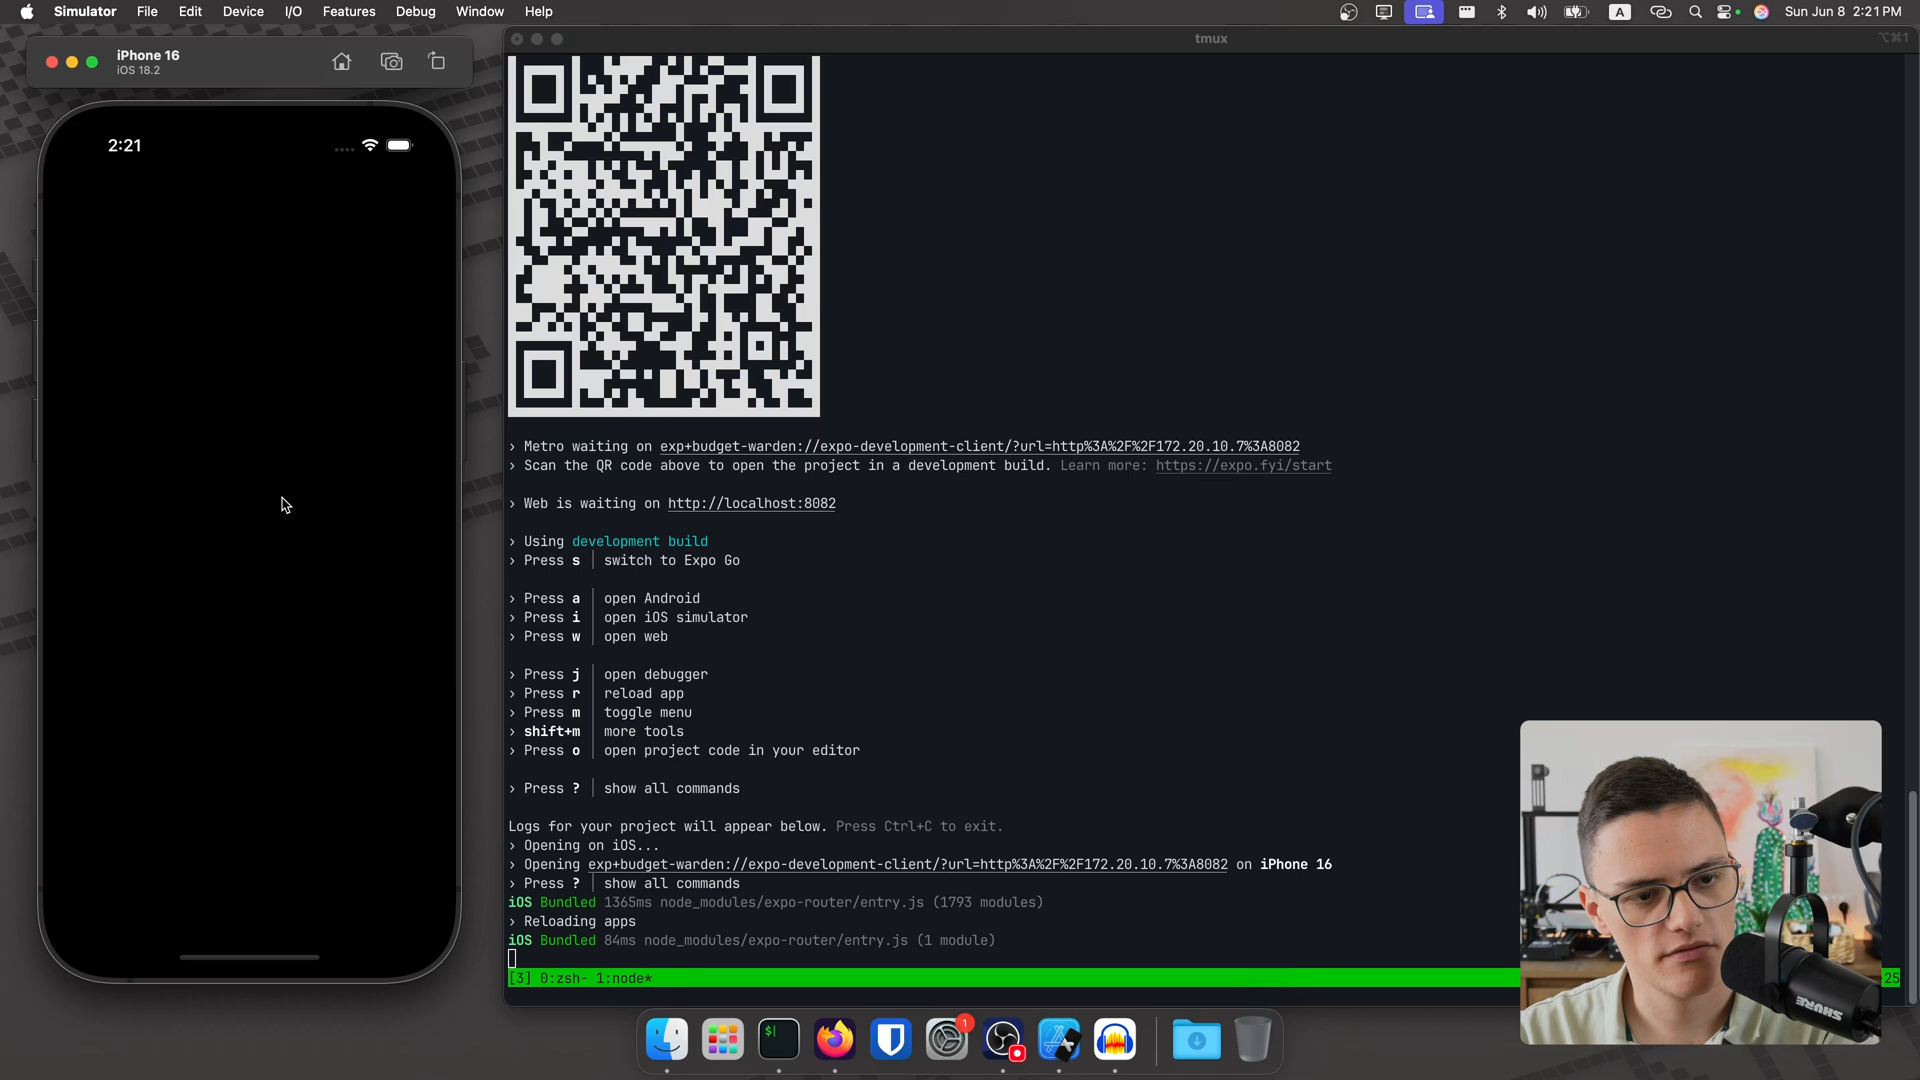 Simulator File Edit Device I/O Features Debug Window Help
A Sun Jun 8 2:21 PM
iPhone 16
iOS 18.2
tmux
⌥⌘1
2:21
› Metro waiting on exp+budget-warden://expo-development-client/?url=http%3A%2F%2F172.20.10.7%3A8082
› Scan the QR code above to open the project in a development build. Learn more: https://expo.fyi/start
› Web is waiting on http://localhost:8082
› Using development build
› Press s │ switch to Expo Go
› Press a │ open Android
› Press i │ open iOS simulator
› Press w │ open web
› Press j │ open debugger
› Press r │ reload app
› Press m │ toggle menu
› shift+m │ more tools
› Press o │ open project code in your editor
› Press ? │ show all commands
Logs for your project will appear below. Press Ctrl+C to exit.
› Opening on iOS...
› Opening exp+budget-warden://expo-development-client/?url=http%3A%2F%2F172.20.10.7%3A8082 on iPhone 16
› Press ? │ show all commands
iOS Bundled 1365ms node_modules/expo-router/entry.js (1793 modules)
› Reloading apps
iOS Bundled 84ms node_modules/expo-router/entry.js (1 module)
[3] 0:zsh- 1:node*
25
$
1
SHURE